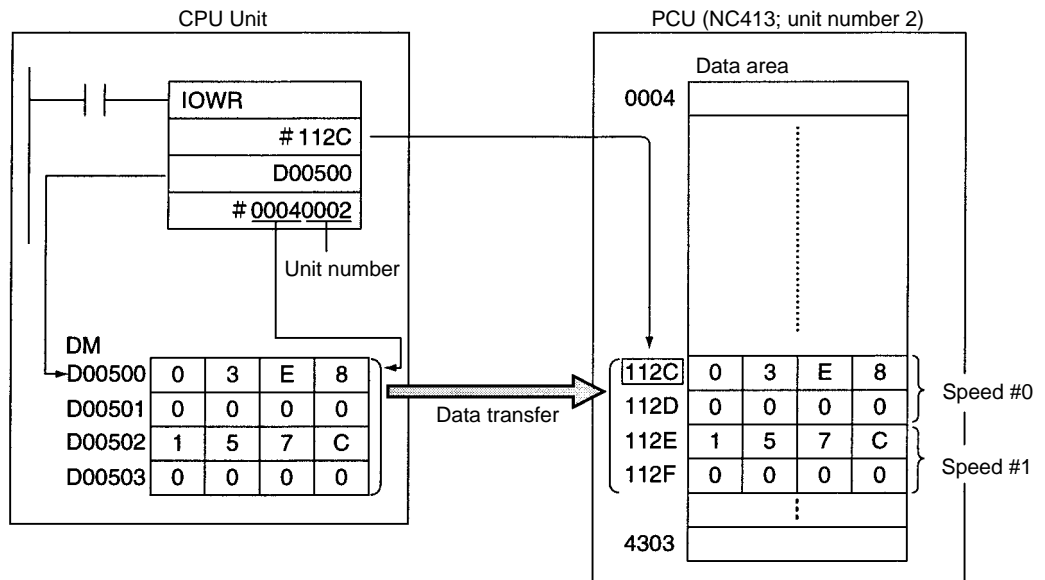 CPU Unit
PCU (NC413; unit number 2)
IOWR
#112C
D00500
#00040002
Unit number
DM
D00500 0 3 E 8
D00501 0 0 0 0
D00502 1 5 7 C
D00503 0 0 0 0
Data transfer
Data area
0004
112C 0 3 E 8
112D 0 0 0 0
112E 1 5 7 C
112F 0 0 0 0
Speed #0
Speed #1
4303